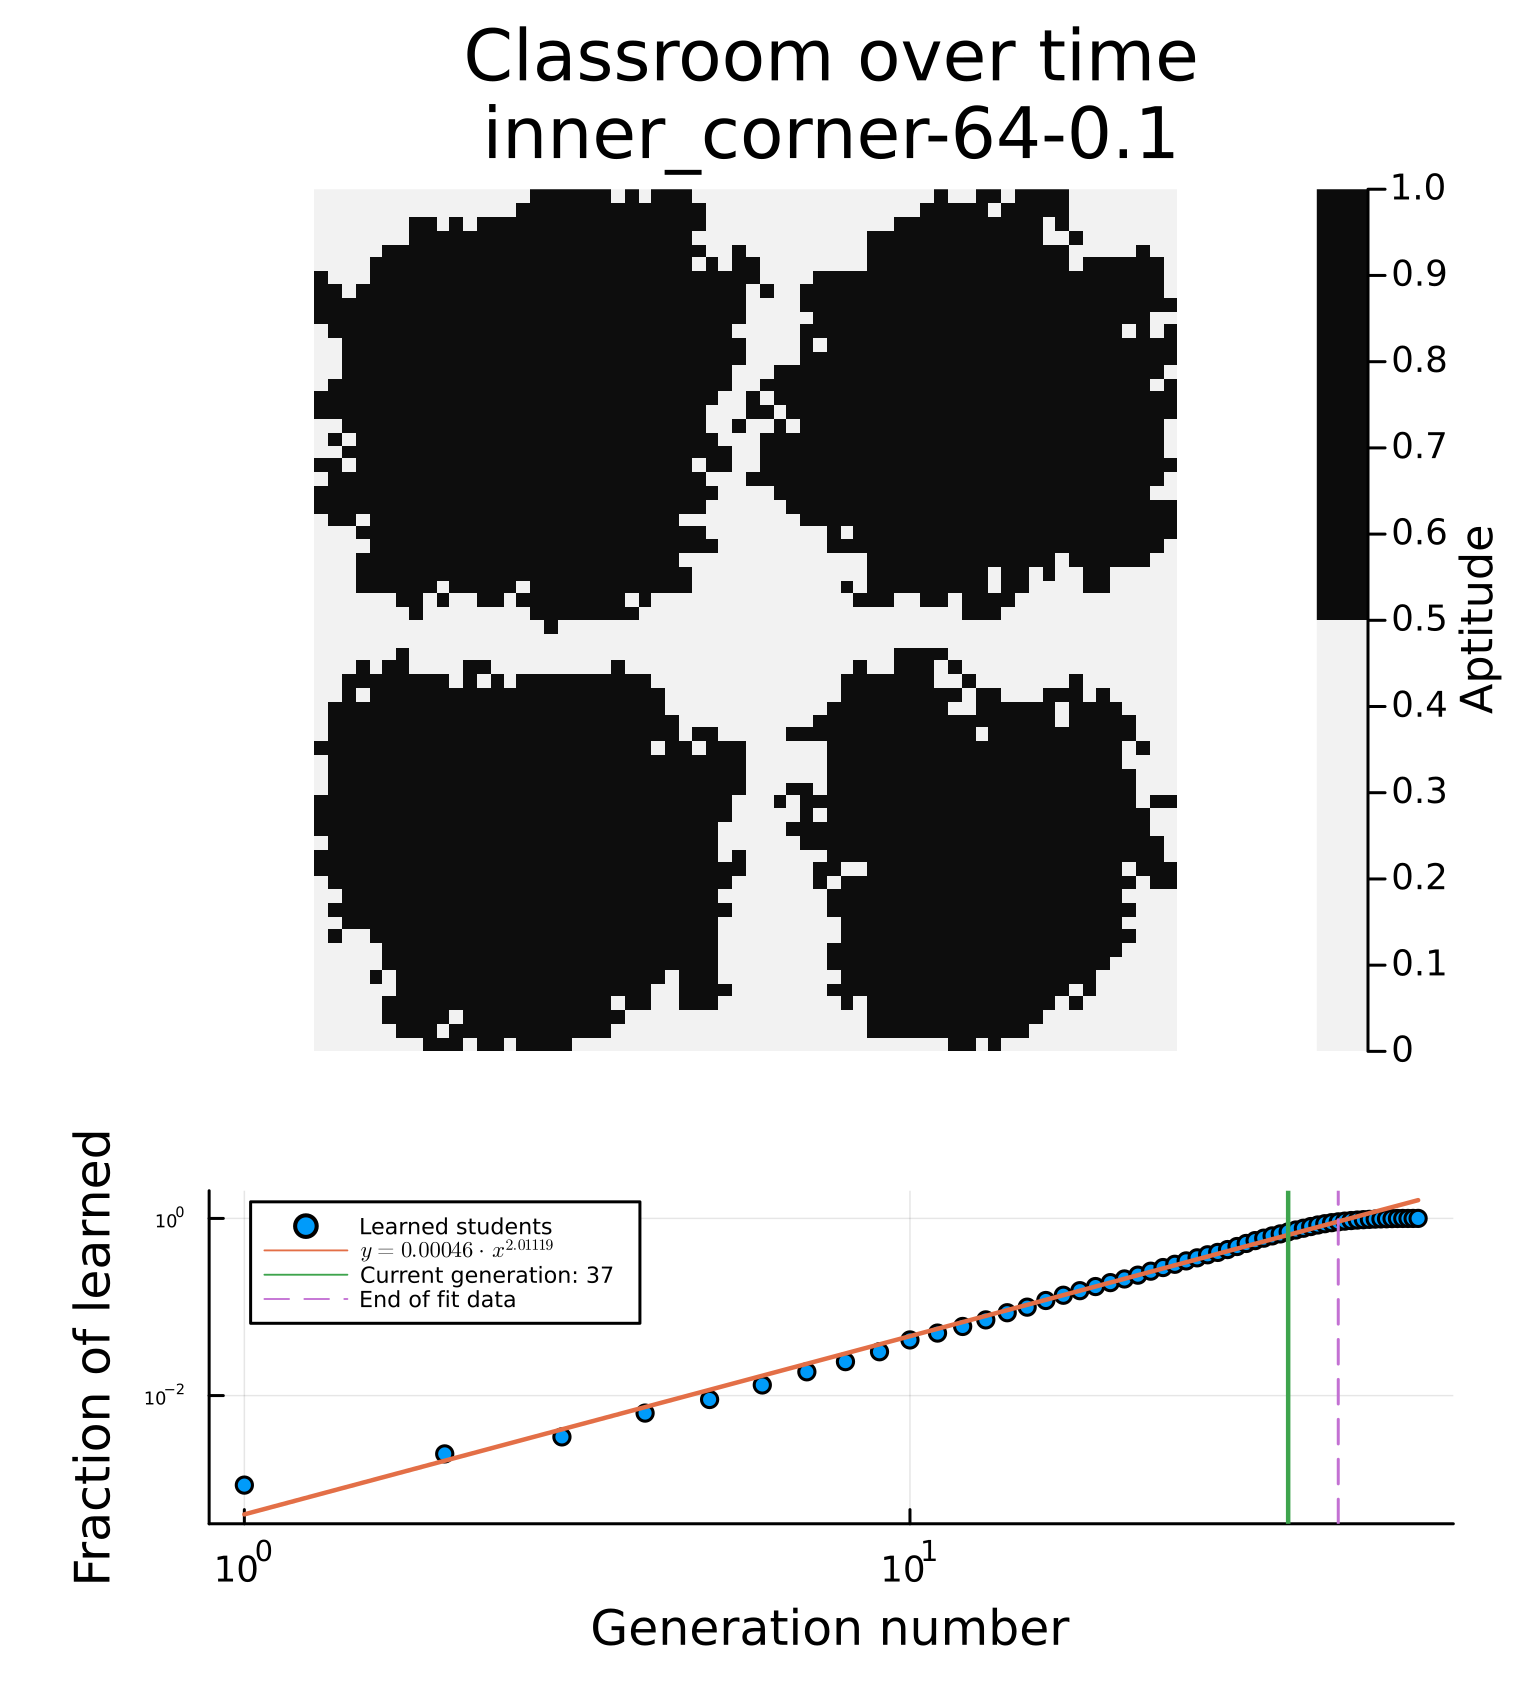 Classroom over time
inner_corner-64-0.1
1.0
0.9
0.8
0.7
0.6
0.5
0.4
0.3
0.2
0.1
0
Aptitude
Fraction of learned
10⁰
10⁻²
Learned students
y = 0.00046 · x^2.01119
Current generation: 37
End of fit data
10⁰
10¹
Generation number